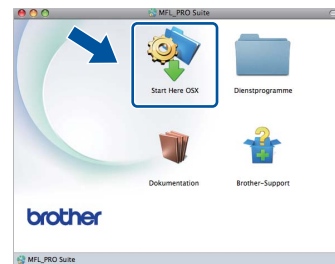 MFL_PRO Suite
Start Here OSX
Dienstprogramme
Dokumentation
Brother-Support
brother
MFL_PRO Suite